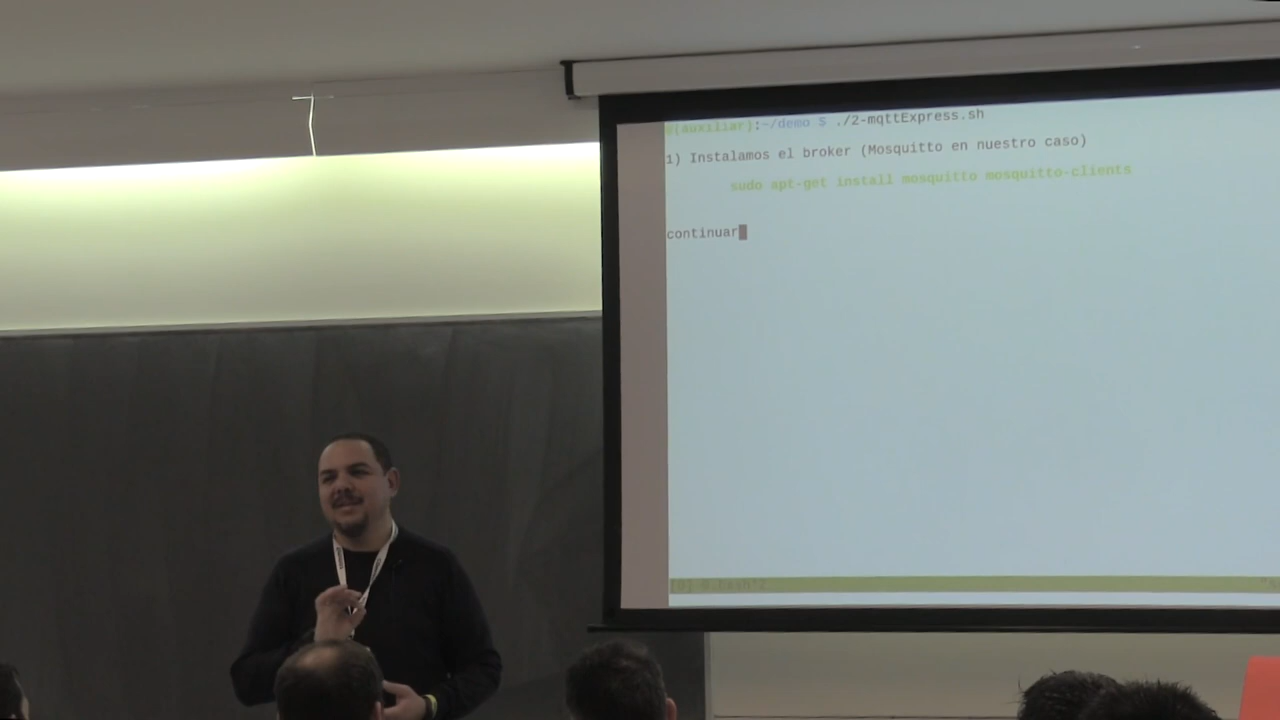 (auxiliar):~/demo $ ./2-mqttExpress.sh
1) Instalamos el broker (Mosquitto en nuestro caso)
sudo apt-get install mosquitto mosquitto-clients
continuar